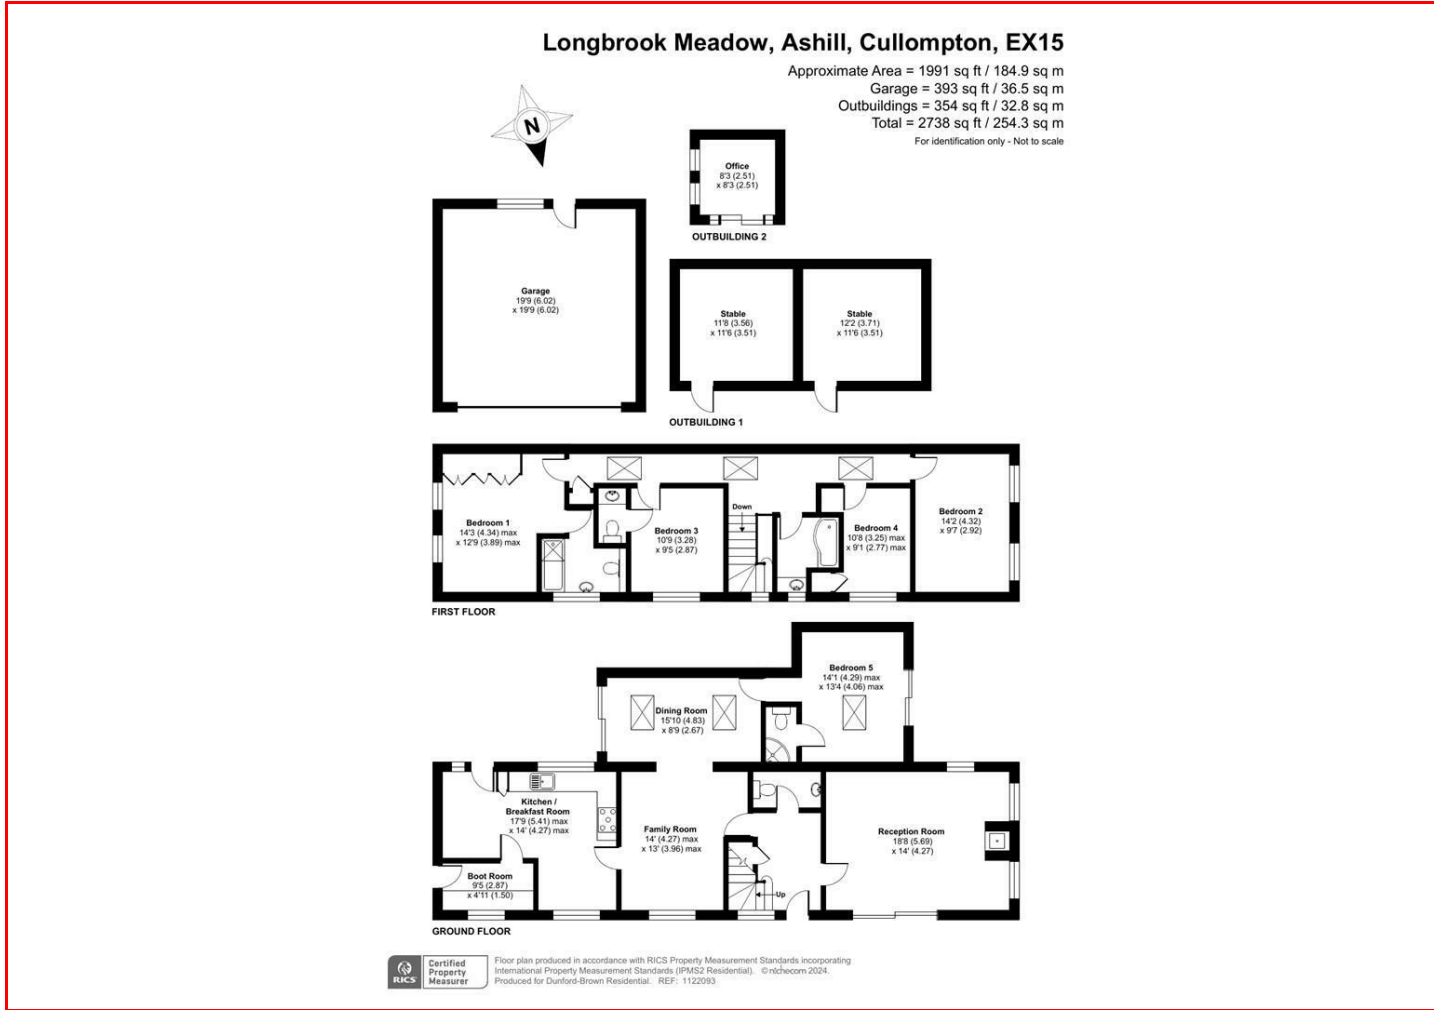 Longbrook Meadow, Ashill, Cullompton, EX15
Approximate Area = 1991 sq ft / 184.9 sq m
Garage = 393 sq ft / 36.5 sq m
Outbuildings = 354 sq ft / 32.8 sq m
Total = 2738 sq ft / 254.3 sq m
For identification only - Not to scale
N
Office
8'3 (2.51)
x 8'3 (2.51)
OUTBUILDING 2
Garage
19'9 (6.02)
x 19'9 (6.02)
Stable
11'8 (3.56)
x 11'6 (3.51)
Stable
12'2 (3.71)
x 11'6 (3.51)
OUTBUILDING 1
Bedroom 1
14'3 (4.34) max
x 12'9 (3.89) max
Bedroom 3
10'9 (3.28)
x 9'5 (2.87)
Down
Bedroom 4
10'8 (3.25) max
x 9'1 (2.77) max
Bedroom 2
14'2 (4.32)
x 9'7 (2.92)
FIRST FLOOR
Bedroom 5
14'1 (4.29) max
x 13'4 (4.06) max
Dining Room
15'10 (4.83)
x 8'9 (2.67)
Kitchen /
Breakfast Room
17'9 (5.41) max
x 14' (4.27) max
Family Room
14' (4.27) max
x 13' (3.96) max
Reception Room
18'8 (5.69)
x 14' (4.27)
Boot Room
9'5 (2.87)
x 4'11 (1.50)
Up
GROUND FLOOR
RICS
Certified
Property
Measurer
Floor plan produced in accordance with RICS Property Measurement Standards incorporating
International Property Measurement Standards (IPMS2 Residential). © nichecom 2024.
Produced for Dunford-Brown Residential. REF: 1122093